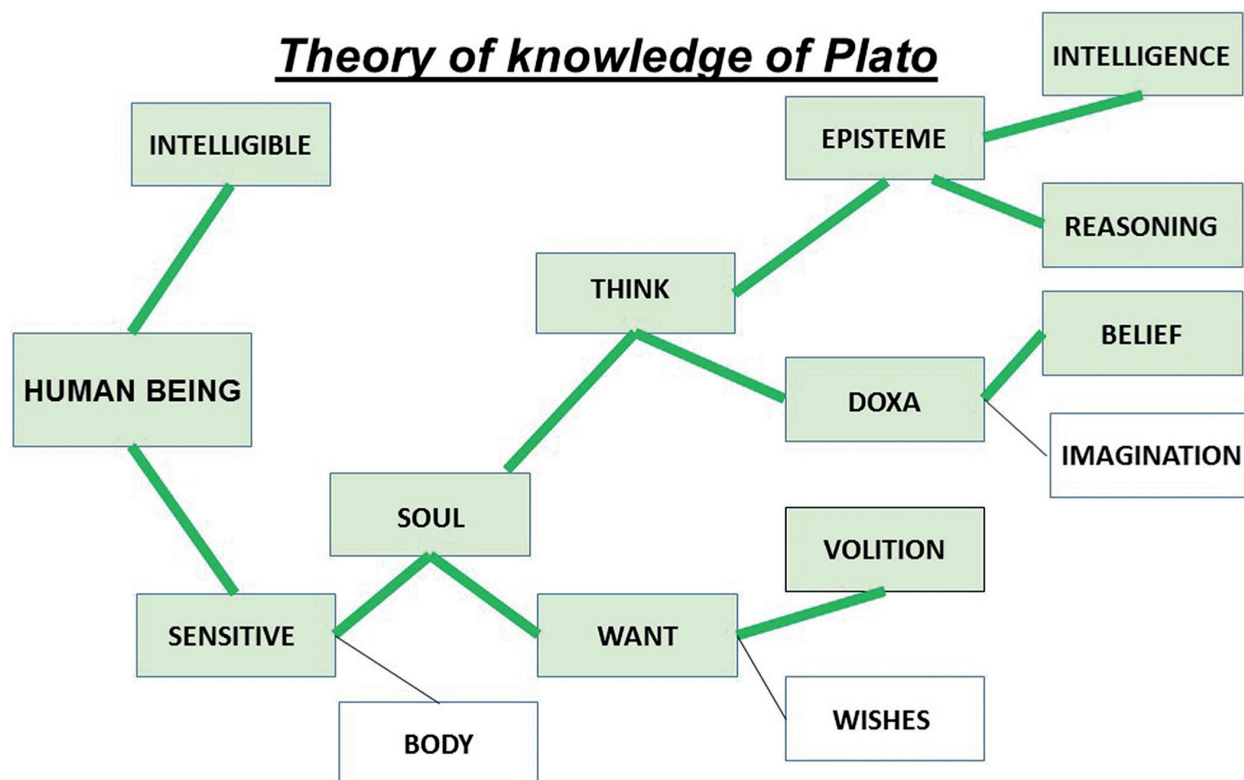 Theory of knowledge of Plato
INTELLIGENCE
INTELLIGIBLE
EPISTEME
REASONING
THINK
BELIEF
HUMAN BEING
DOXA
IMAGINATION
SOUL
VOLITION
SENSITIVE
WANT
BODY
WISHES